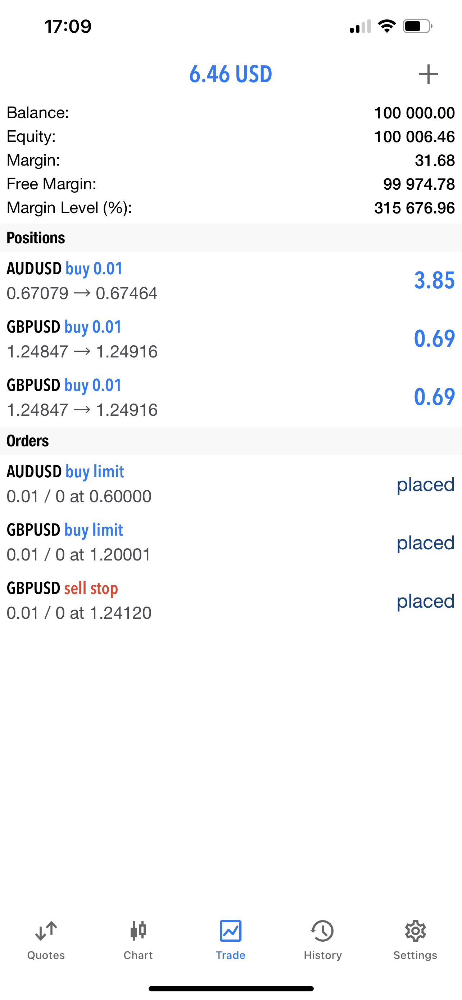 17:09
6.46 USD
Balance: 100 000.00
Equity: 100 006.46
Margin: 31.68
Free Margin: 99 974.78
Margin Level (%): 315 676.96
Positions
AUDUSD buy 0.01
3.85
0.67079 → 0.67464
GBPUSD buy 0.01
0.69
1.24847 → 1.24916
GBPUSD buy 0.01
0.69
1.24847 → 1.24916
Orders
AUDUSD buy limit
placed
0.01 / 0 at 0.60000
GBPUSD buy limit
placed
0.01 / 0 at 1.20001
GBPUSD sell stop
placed
0.01 / 0 at 1.24120
Quotes Chart Trade History Settings